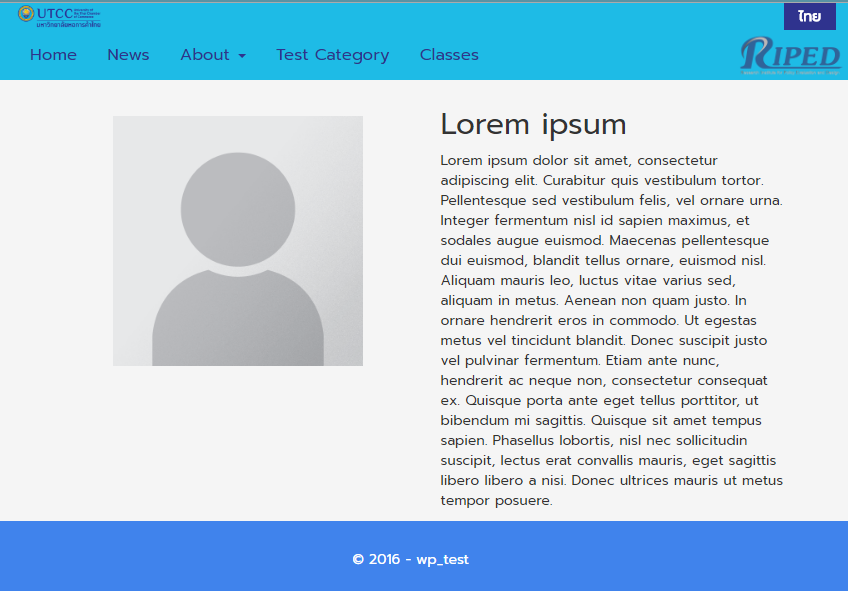 UTCC
มหาวิทยาลัยหอการค้าไทย
ไทย
Home News About Test Category Classes
RIPED
Lorem ipsum
Lorem ipsum dolor sit amet, consectetur
adipiscing elit. Curabitur quis vestibulum tortor.
Pellentesque sed vestibulum felis, vel ornare urna.
Integer fermentum nisl id sapien maximus, et
sodales augue euismod. Maecenas pellentesque
dui euismod, blandit tellus ornare, euismod nisl.
Aliquam mauris leo, luctus vitae varius sed,
aliquam in metus. Aenean non quam justo. In
ornare hendrerit eros in commodo. Ut egestas
metus vel tincidunt blandit. Donec suscipit justo
vel pulvinar fermentum. Etiam ante nunc,
hendrerit ac neque non, consectetur consequat
ex. Quisque porta ante eget tellus porttitor, ut
bibendum mi sagittis. Quisque sit amet tempus
sapien. Phasellus lobortis, nisl nec sollicitudin
suscipit, lectus erat convallis mauris, eget sagittis
libero libero a nisi. Donec ultrices mauris ut metus
tempor posuere.
© 2016 - wp_test